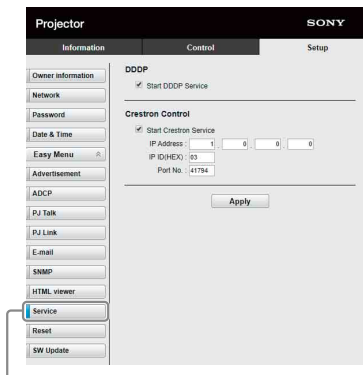 Projector
SONY
Information
Control
Setup
Owner information
Network
Password
Date & Time
Easy Menu
Advertisement
ADCP
PJ Talk
PJ Link
E-mail
SNMP
HTML viewer
Service
Reset
SW Update
DDDP
Start DDDP Service
Crestron Control
Start Crestron Service
IP Address : 1 . 0 . 0 . 0
IP ID(HEX) : 03
Port No. : 41794
Apply